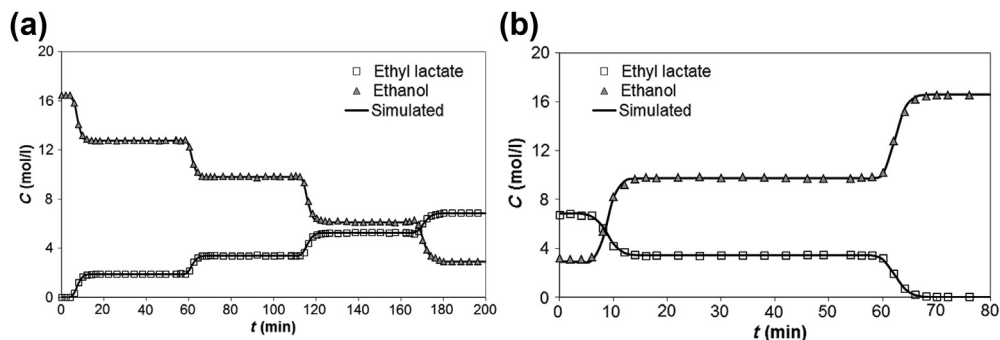 (a)
20
16
12
8
4
0
C (mol/l)
Ethyl lactate
Ethanol
Simulated
0 20 40 60 80 100 120 140 160 180 200
t (min)
(b)
20
16
12
8
4
0
C (mol/l)
Ethyl lactate
Ethanol
Simulated
0 10 20 30 40 50 60 70 80
t (min)